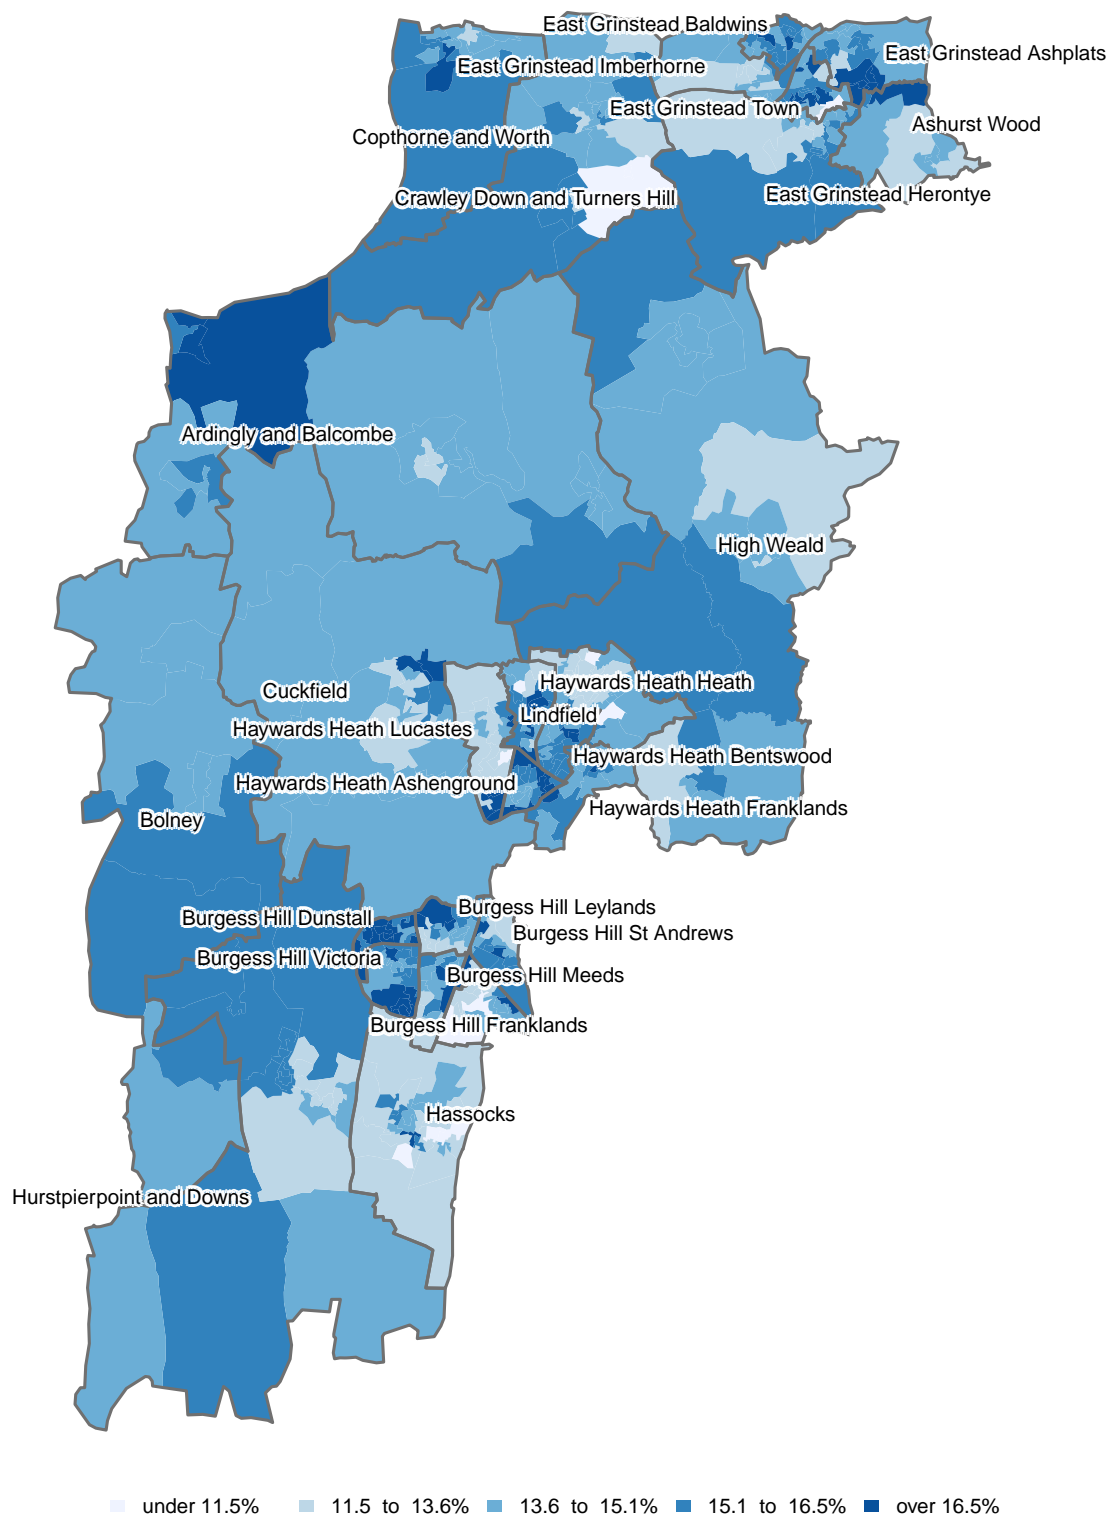 East Grinstead Baldwins
East Grinstead Ashplats
East Grinstead Imberhorne
East Grinstead Town
Ashurst Wood
Copthorne and Worth
East Grinstead Herontye
Crawley Down and Turners Hill
Ardingly and Balcombe
High Weald
Haywards Heath Heath
Cuckfield
Lindfield
Haywards Heath Lucastes
Haywards Heath Bentswood
Haywards Heath Ashenground
Haywards Heath Franklands
Bolney
Burgess Hill Leylands
Burgess Hill Dunstall
Burgess Hill St Andrews
Burgess Hill Victoria
Burgess Hill Meeds
Burgess Hill Franklands
Hassocks
Hurstpierpoint and Downs
under 11.5% 11.5 to 13.6% 13.6 to 15.1% 15.1 to 16.5% over 16.5%